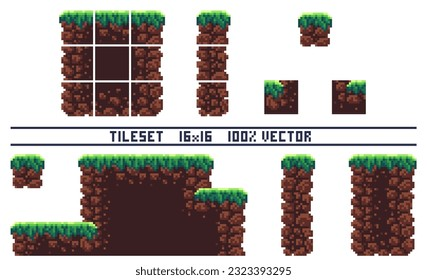 TILESET 16x16 100% VECTOR
shutterstock.com · 2323393295